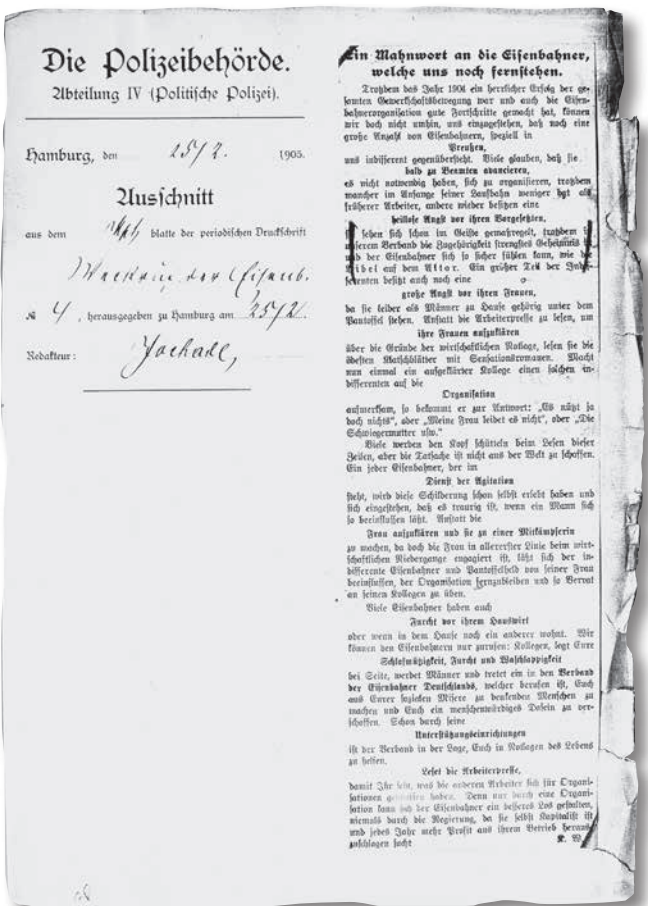 Die Polizeibehörde.
Abteilung IV (Politische Polizei).
Hamburg, den 25/2. 1905.
Ausschnitt
aus dem blatte der periodischen Druckschrift
Weckruf der Eisenb.
№ 4, herausgegeben zu Hamburg am 25/2.
Redakteur: Jochade,
Ein Mahnwort an die Eisenbahner,
welche uns noch fernstehen.
Trotzdem das Jahr 1904 ein herrlicher Erfolg der ge-
samten Gewerkschaftsbewegung war und auch die Eisen-
bahnerorganisation gute Fortschritte gemacht hat, können
wir doch nicht umhin, uns einzugestehen, daß noch eine
große Anzahl von Eisenbahnern, speziell in
Preußen,
uns indifferent gegenübersteht. Viele glauben, daß sie
bald zu Beamten avancieren,
es nicht notwendig haben, sich zu organisieren, trotzdem
mancher im Anfange seiner Laufbahn weniger hat als
früherer Arbeiter, andere wieder besitzen eine
heillose Angst vor ihren Vorgesetzten,
sehen sich schon im Geiste gemaßregelt, trotzdem in
unserem Verband die Zugehörigkeit strengstes Geheimnis ist
und der Eisenbahner sich so sicher fühlen kann, wie die
Bibel auf dem Altar. Ein großer Teil der Indif-
ferenten besitzt auch noch eine
große Angst vor ihren Frauen,
da sie leider als Männer zu Hause gehörig unter dem
Pantoffel stehen. Anstatt die Arbeiterpresse zu lesen, um
ihre Frauen aufzuklären
über die Gründe der wirtschaftlichen Notlage, lesen sie die
ödesten Klatschblätter mit Sensationsromanen. Macht
nun einmal ein aufgeklärter Kollege einen solchen in-
differenten auf die
Organisation
aufmerksam, so bekommt er zur Antwort: „Es nützt ja
doch nichts“, oder „Meine Frau leidet es nicht“, oder „Die
Schwiegermutter usw.“
Viele werden den Kopf schütteln beim Lesen dieser
Zeilen, aber die Tatsache ist nicht aus der Welt zu schaffen.
Ein jeder Eisenbahner, der im
Dienst der Agitation
steht, wird diese Schilderung schon selbst erlebt haben und
sich eingestehen, daß es traurig ist, wenn ein Mann sich
so beeinflussen läßt. Anstatt die
Frau aufzuklären und sie zu einer Mitkämpferin
zu machen, da doch die Frau in allererster Linie beim wirt-
schaftlichen Niedergange engagiert ist, läßt sich der in-
differente Eisenbahner und Pantoffelheld von seiner Frau
beeinflussen, der Organisation fernzubleiben und so Verrat
an seinen Kollegen zu üben.
Viele Eisenbahner haben auch
Furcht vor ihrem Hauswirt
oder wenn in dem Hause noch ein anderer wohnt. Wir
können den Eisenbahnern nur zurufen: Kollegen, legt Eure
Schlafmützigkeit, Furcht und Waschlappigkeit
bei Seite, werdet Männer und tretet ein in den Verband
der Eisenbahner Deutschlands, welcher berufen ist, Euch
aus Eurer sozialen Misere zu denkenden Menschen zu
machen und Euch ein menschenwürdiges Dasein zu ver-
schaffen. Schon durch seine
Unterstützungseinrichtungen
ist der Verband in der Lage, Euch in Notlagen des Lebens
zu helfen.
Leset die Arbeiterpresse,
damit Ihr seht, was die anderen Arbeiter sich für Organi-
sationen geschaffen haben. Denn nur durch eine Organi-
sation kann sich der Eisenbahner ein besseres Los gestalten,
niemals durch die Regierung, da sie selbst Kapitalist ist
und jedes Jahr mehr Profit aus ihrem Betrieb heraus-
zuschlagen sucht K. W.